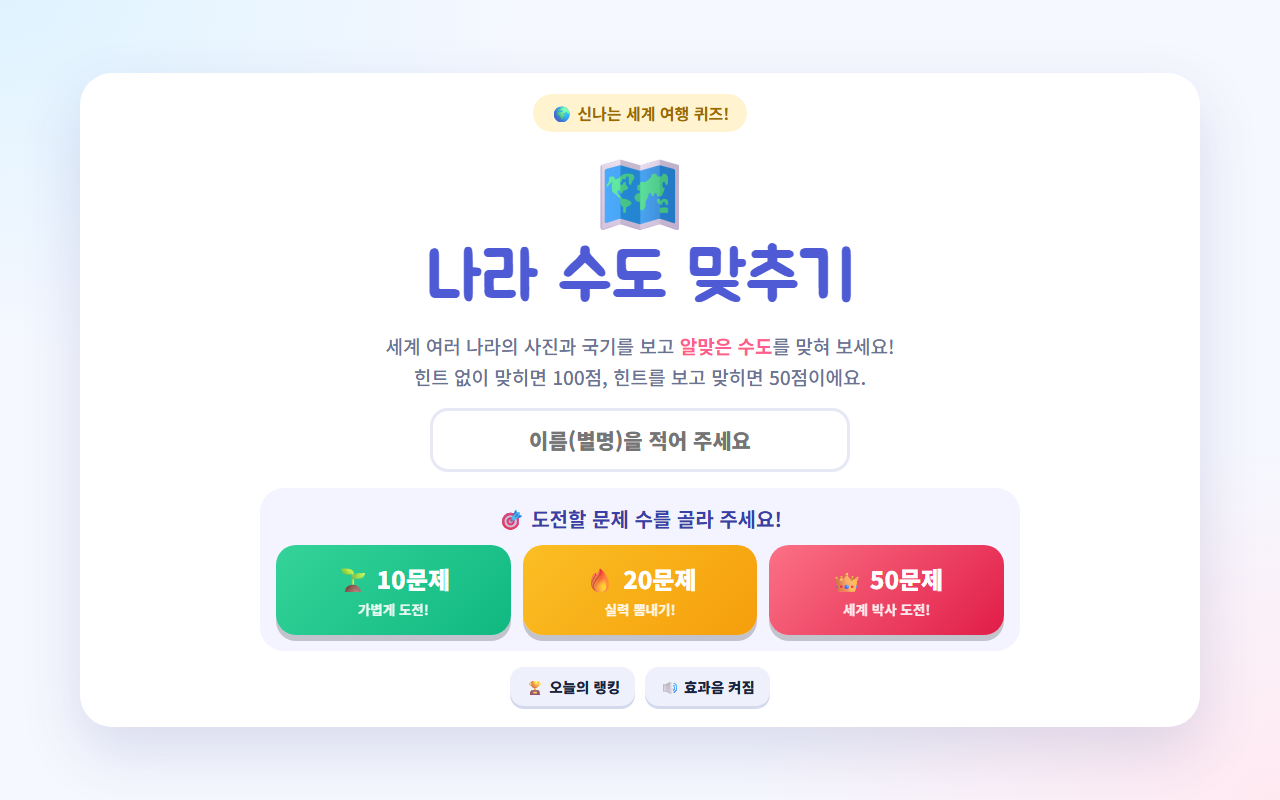 신나는 세계 여행 퀴즈!
나라 수도 맞추기
세계 여러 나라의 사진과 국기를 보고 알맞은 수도를 맞혀 보세요!
힌트 없이 맞히면 100점, 힌트를 보고 맞히면 50점이에요.
이름(별명)을 적어 주세요
도전할 문제 수를 골라 주세요!
10문제
가볍게 도전!
20문제
실력 뽐내기!
50문제
세계 박사 도전!
오늘의 랭킹
효과음 켜짐